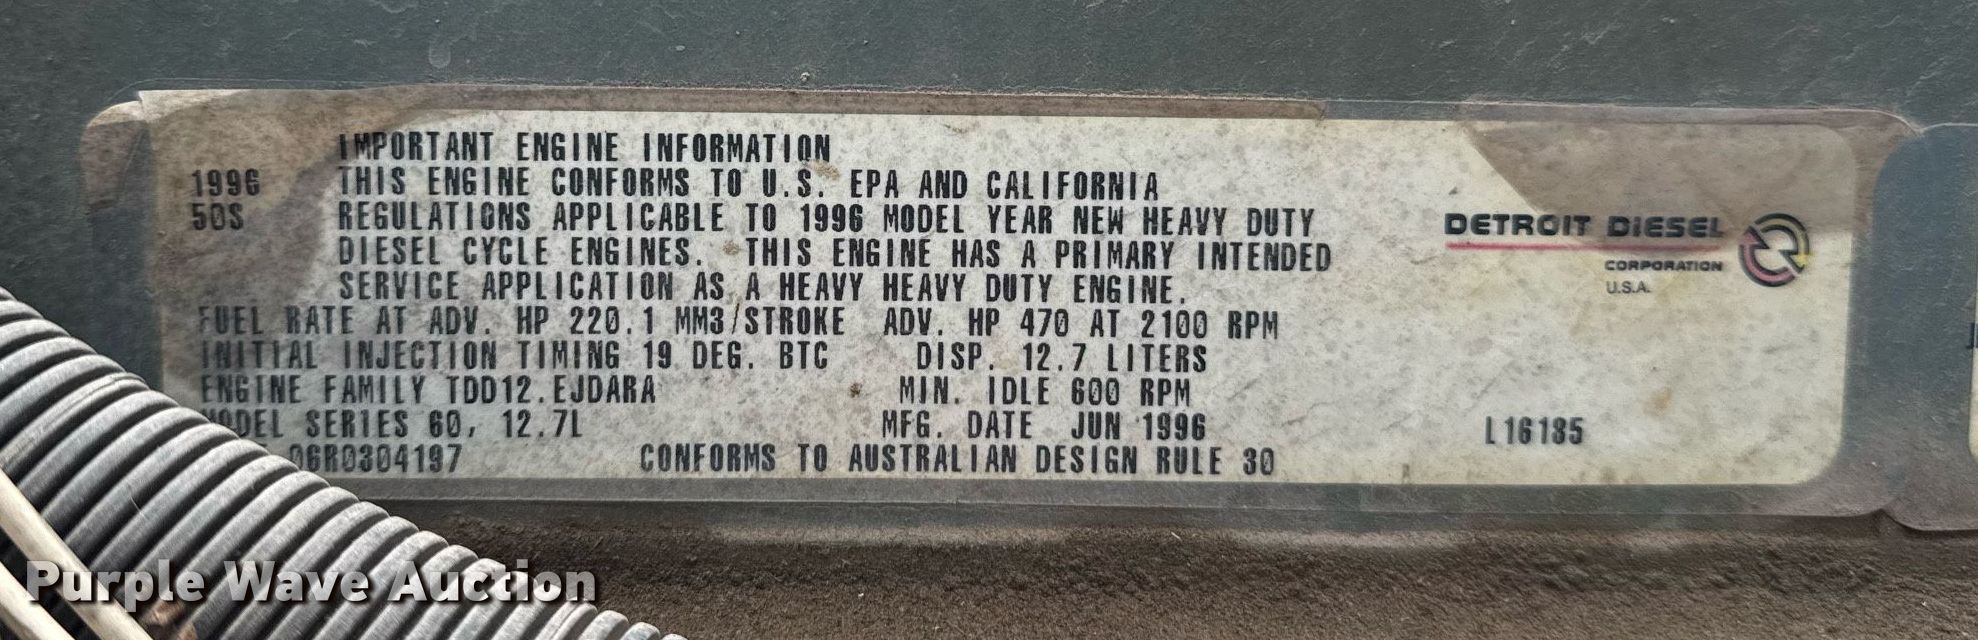 IMPORTANT ENGINE INFORMATION
1996 THIS ENGINE CONFORMS TO U.S. EPA AND CALIFORNIA
50S REGULATIONS APPLICABLE TO 1996 MODEL YEAR NEW HEAVY DUTY
DIESEL CYCLE ENGINES. THIS ENGINE HAS A PRIMARY INTENDED
SERVICE APPLICATION AS A HEAVY HEAVY DUTY ENGINE.
FUEL RATE AT ADV. HP 220.1 MM3/STROKE ADV. HP 470 AT 2100 RPM
INITIAL INJECTION TIMING 19 DEG. BTC DISP. 12.7 LITERS
ENGINE FAMILY TDD12.EJDARA MIN. IDLE 600 RPM
MODEL SERIES 60, 12.7L MFG. DATE JUN 1996
06R0304197 CONFORMS TO AUSTRALIAN DESIGN RULE 30
DETROIT DIESEL
CORPORATION
U.S.A.
L16185
Purple Wave Auction